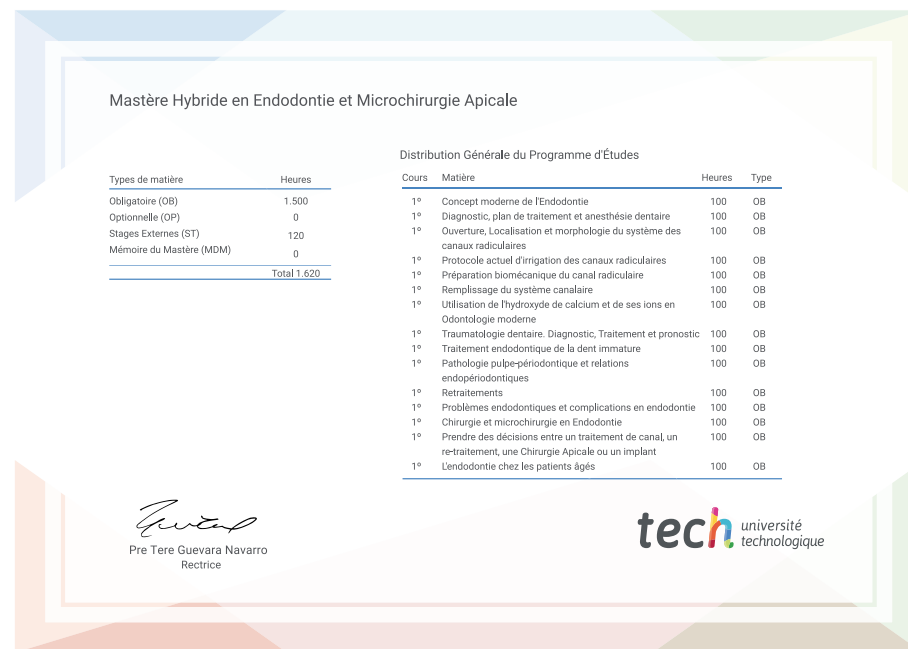 Mastère Hybride en Endodontie et Microchirurgie Apicale
Types de matière Heures
Obligatoire (OB) 1.500
Optionnelle (OP) 0
Stages Externes (ST) 120
Mémoire du Mastère (MDM) 0
Total 1.620
Distribution Générale du Programme d'Études
Cours Matière Heures Type
1º Concept moderne de l'Endodontie 100 OB
1º Diagnostic, plan de traitement et anesthésie dentaire 100 OB
1º Ouverture, Localisation et morphologie du système des 100 OB
canaux radiculaires
1º Protocole actuel d'irrigation des canaux radiculaires 100 OB
1º Préparation biomécanique du canal radiculaire 100 OB
1º Remplissage du système canalaire 100 OB
1º Utilisation de l'hydroxyde de calcium et de ses ions en 100 OB
Odontologie moderne
1º Traumatologie dentaire. Diagnostic, Traitement et pronostic 100 OB
1º Traitement endodontique de la dent immature 100 OB
1º Pathologie pulpe-périodontique et relations 100 OB
endopériodontiques
1º Retraitements 100 OB
1º Problèmes endodontiques et complications en endodontie 100 OB
1º Chirurgie et microchirurgie en Endodontie 100 OB
1º Prendre des décisions entre un traitement de canal, un 100 OB
re-traitement, une Chirurgie Apicale ou un implant
1º L'endodontie chez les patients âgés 100 OB
Pre Tere Guevara Navarro
Rectrice
tech université
technologique